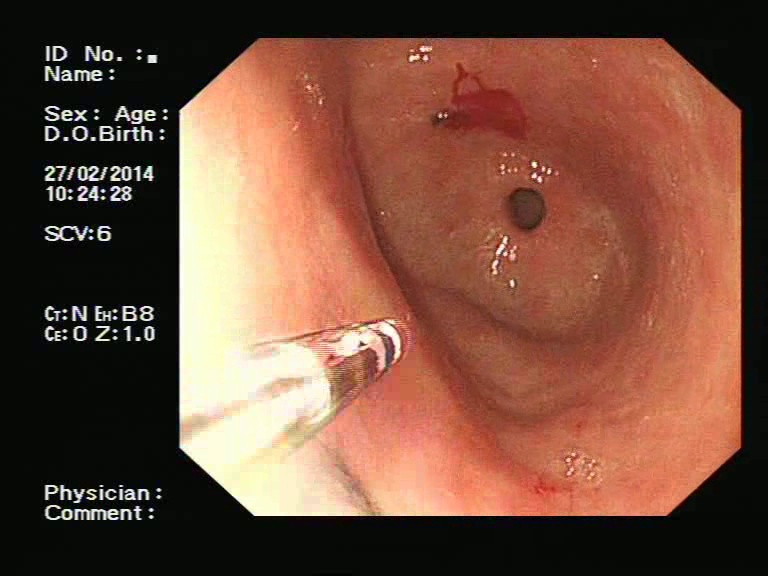 ID No. :
Name:
Sex: Age:
D.O.Birth:
27/02/2014
10:24:28
SCV:6
CT:N EH:B8
CE:0 Z:1.0
Physician:
Comment: